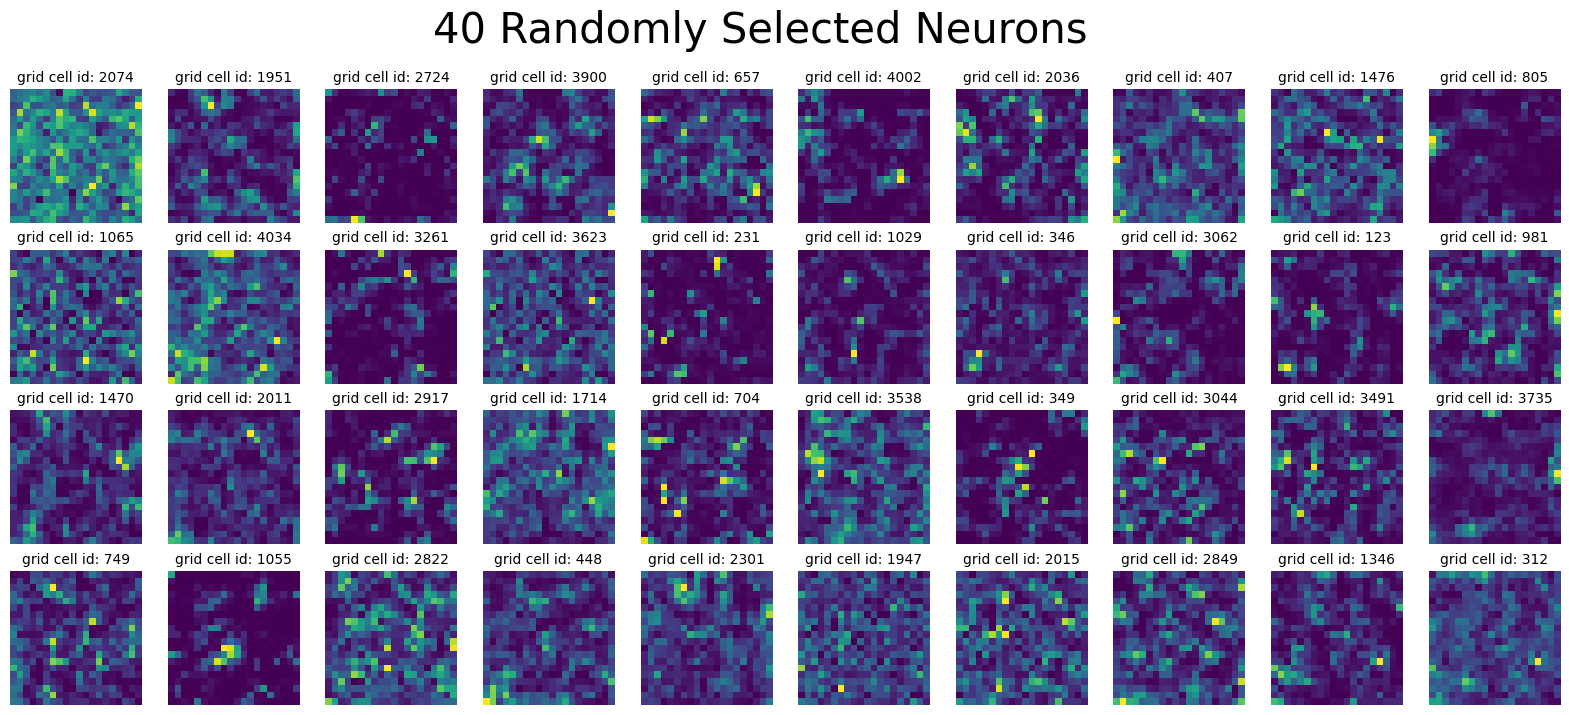 40 Randomly Selected Neurons
grid cell id: 2074 grid cell id: 1951 grid cell id: 2724 grid cell id: 3900 grid cell id: 657 grid cell id: 4002 grid cell id: 2036 grid cell id: 407 grid cell id: 1476 grid cell id: 805
grid cell id: 1065 grid cell id: 4034 grid cell id: 3261 grid cell id: 3623 grid cell id: 231 grid cell id: 1029 grid cell id: 346 grid cell id: 3062 grid cell id: 123 grid cell id: 981
grid cell id: 1470 grid cell id: 2011 grid cell id: 2917 grid cell id: 1714 grid cell id: 704 grid cell id: 3538 grid cell id: 349 grid cell id: 3044 grid cell id: 3491 grid cell id: 3735
grid cell id: 749 grid cell id: 1055 grid cell id: 2822 grid cell id: 448 grid cell id: 2301 grid cell id: 1947 grid cell id: 2015 grid cell id: 2849 grid cell id: 1346 grid cell id: 312